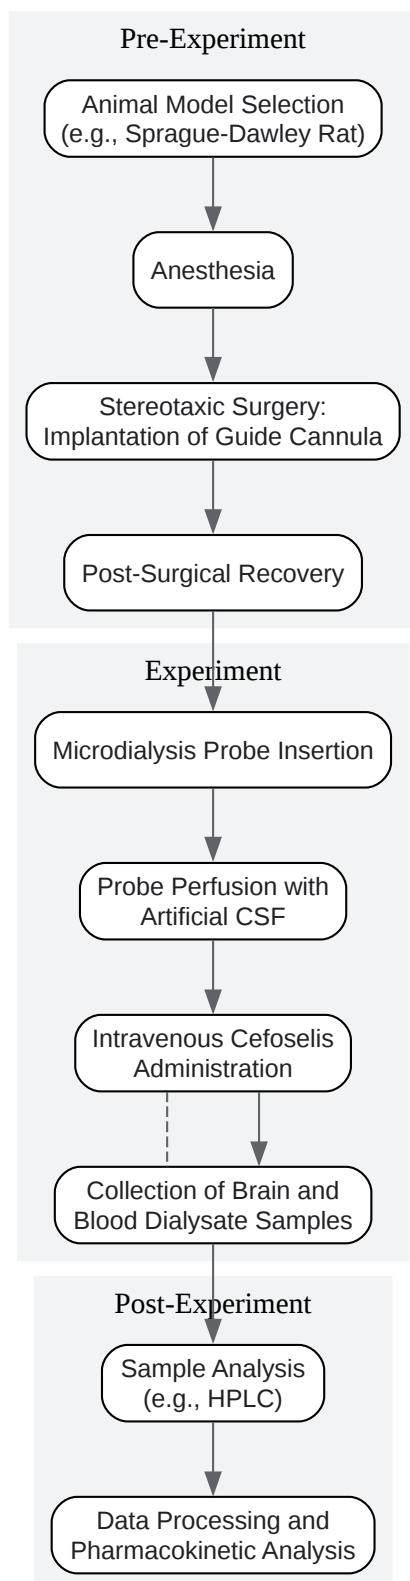 Pre-Experiment
Animal Model Selection
(e.g., Sprague-Dawley Rat)
Anesthesia
Stereotaxic Surgery:
Implantation of Guide Cannula
Post-Surgical Recovery
Experiment
Microdialysis Probe Insertion
Probe Perfusion with
Artificial CSF
Intravenous Cefoselis
Administration
Collection of Brain and
Blood Dialysate Samples
Post-Experiment
Sample Analysis
(e.g., HPLC)
Data Processing and
Pharmacokinetic Analysis